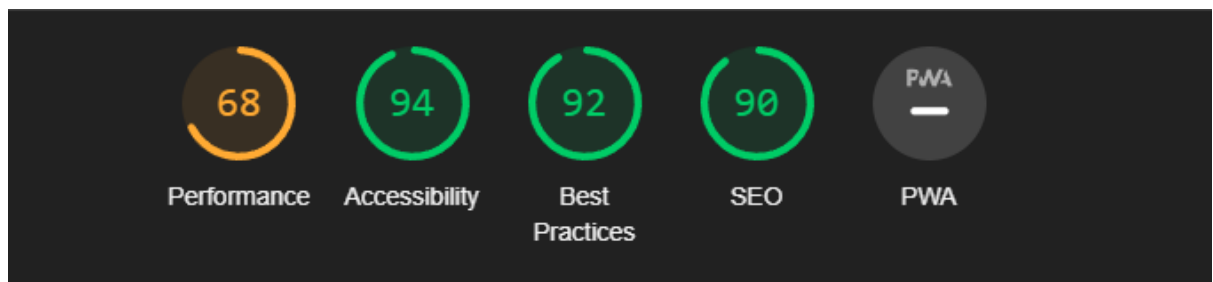 68
94
92
90
PWA
Performance
Accessibility
Best
Practices
SEO
PWA